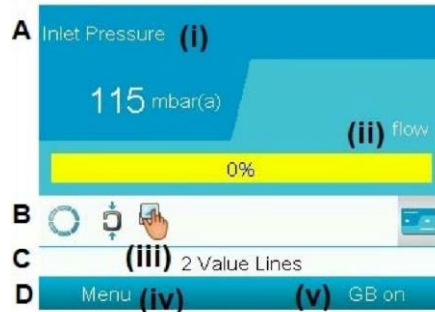 A Inlet Pressure (i)
115 mbar(a)
(ii) flow
0%
B
(iii)
C 2 Value Lines
D Menu (iv) (v) GB on